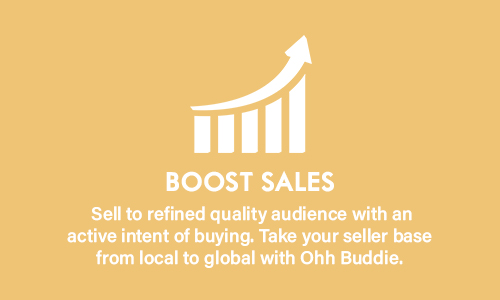 BOOST SALES
Sell to refined quality audience with an
active intent of buying. Take your seller base
from local to global with Ohh Buddie.